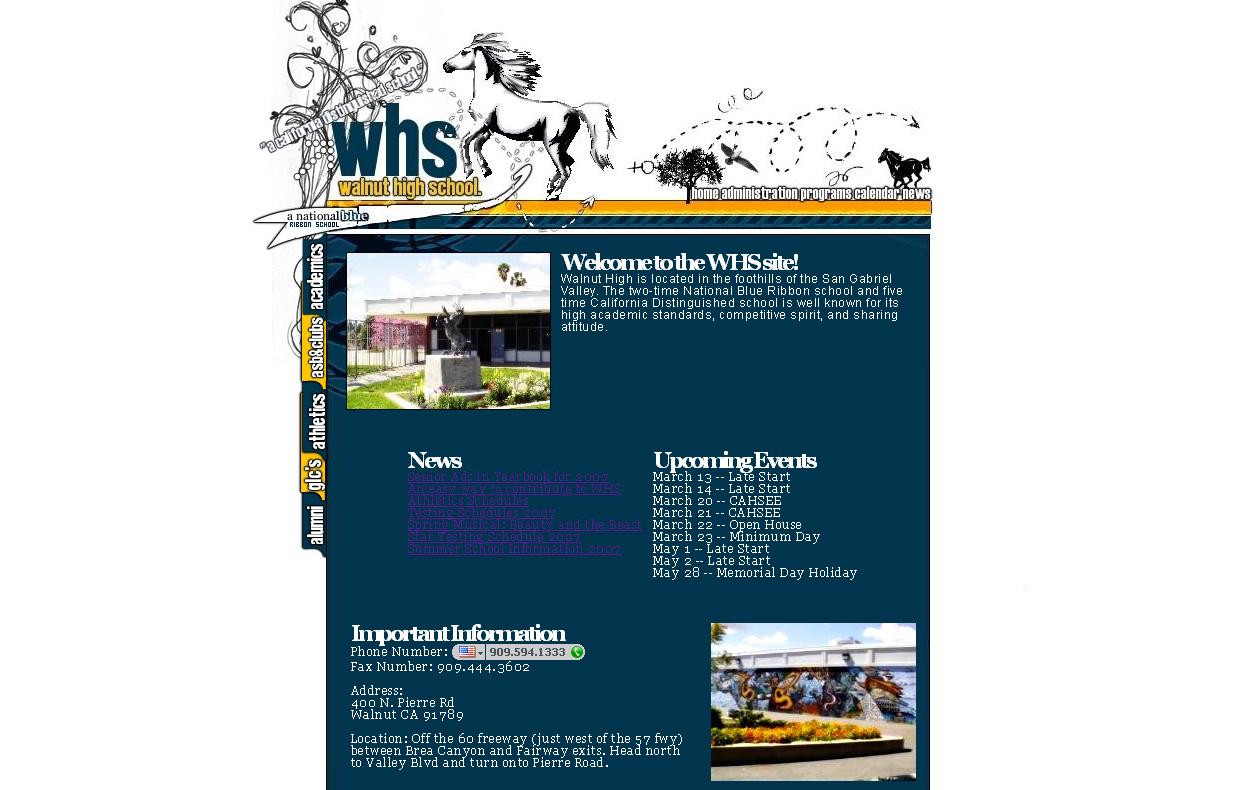 "a california distinguished school"
whs
walnut high school.
a national blue
RIBBON SCHOOL
home administration programs calendar news
academics
asb&clubs
athletics
glc's
alumni
Welcome to the WHS site!
Walnut High is located in the foothills of the San Gabriel
Valley. The two-time National Blue Ribbon school and five
time California Distinguished school is well known for its
high academic standards, competitive spirit, and sharing
attitude.
News
Senior Ads in Yearbook for 2007
An easy way to contribute to WHS
Athletics Schedules
Testing Schedules 2007
Spring Musical: Beauty and the Beast
Star Testing Schedule 2007
Summer School Information 2007
Upcoming Events
March 13 -- Late Start
March 14 -- Late Start
March 20 -- CAHSEE
March 21 -- CAHSEE
March 22 -- Open House
March 23 -- Minimum Day
May 1 -- Late Start
May 2 -- Late Start
May 28 -- Memorial Day Holiday
Important Information
Phone Number: 909.594.1333
Fax Number: 909.444.3602
Address:
400 N. Pierre Rd
Walnut CA 91789
Location: Off the 60 freeway (just west of the 57 fwy)
between Brea Canyon and Fairway exits. Head north
to Valley Blvd and turn onto Pierre Road.